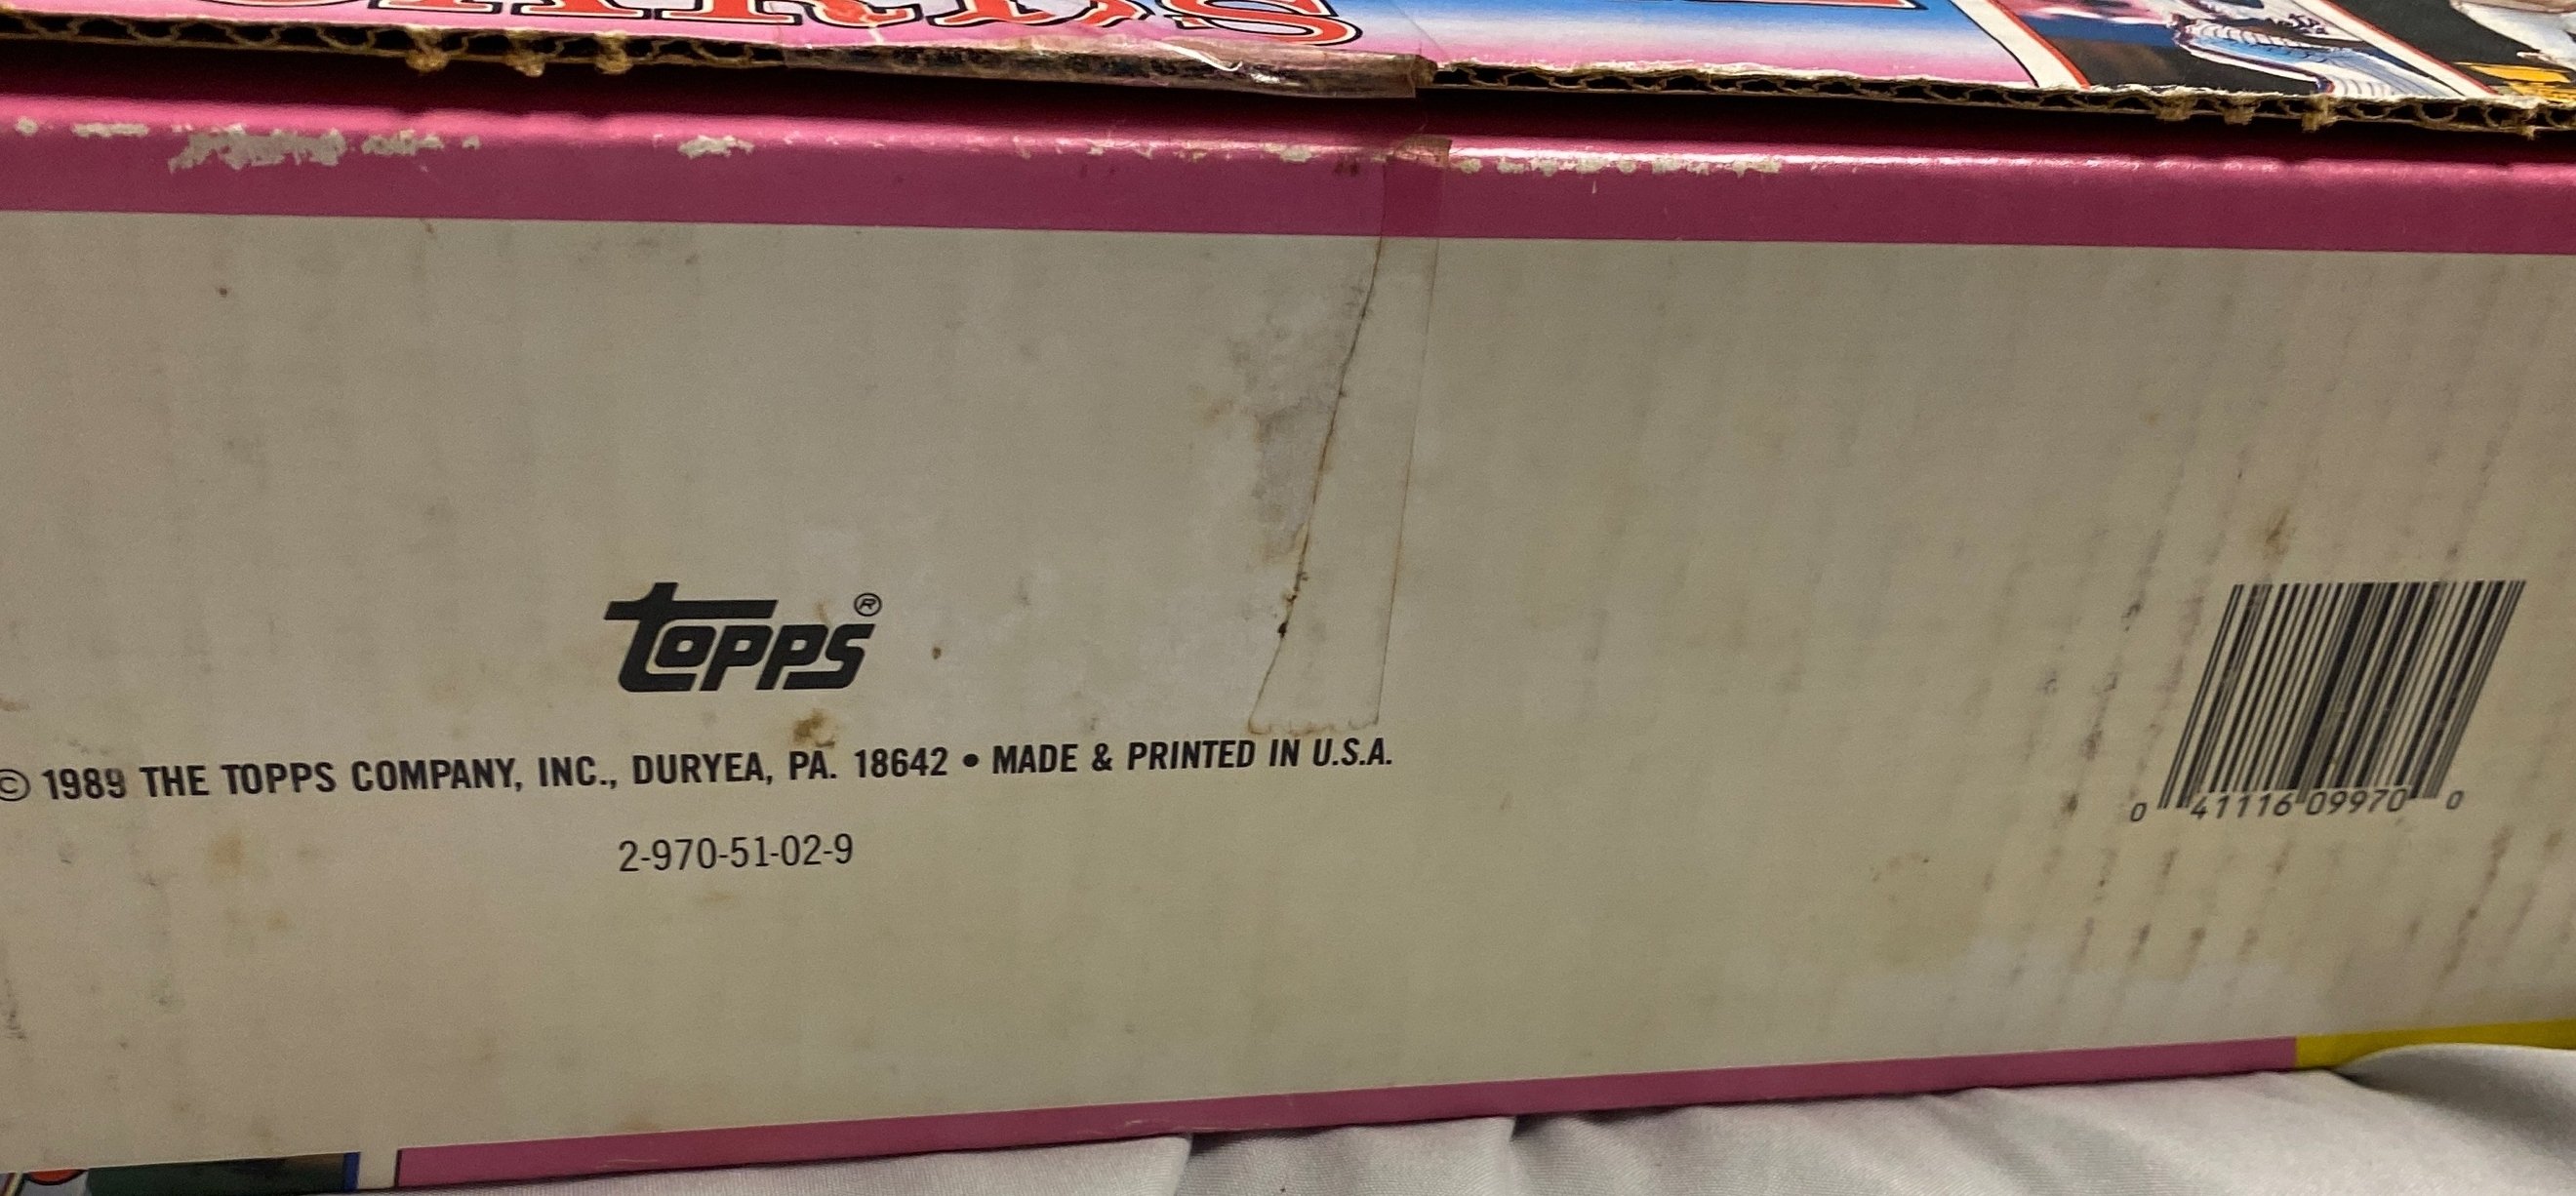 TOPPS®
© 1989 THE TOPPS COMPANY, INC., DURYEA, PA. 18642 • MADE & PRINTED IN U.S.A.
2-970-51-02-9
0 41116 09970 0